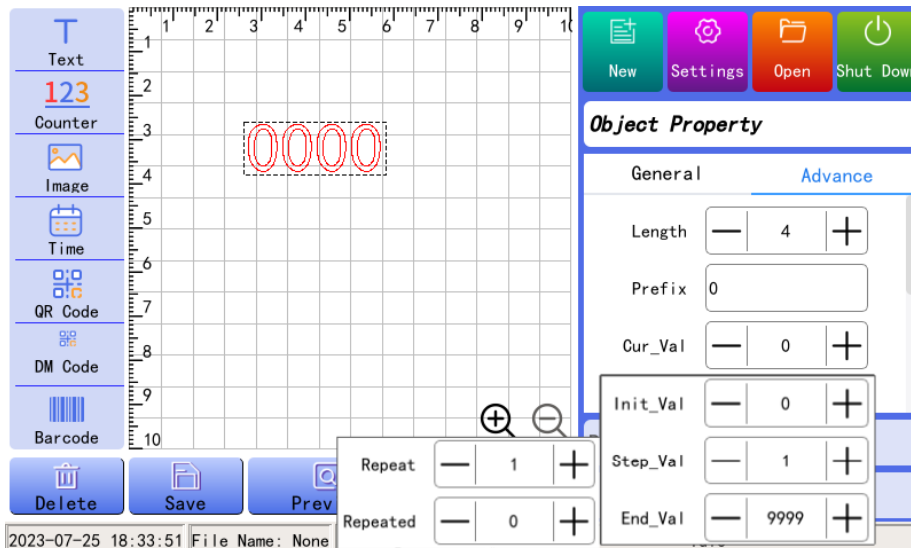 Text
123
Counter
Image
Time
QR Code
DM Code
Barcode
1 2 3 4 5 6 7 8 9 10
1
2
3
4
5
6
7
8
9
10
0000
New Settings Open Shut Down
Object Property
General Advance
Length — 4 +
Prefix 0
Cur_Val — 0 +
Init_Val — 0 +
Step_Val — 1 +
End_Val — 9999 +
Repeat — 1 +
Repeated — 0 +
Delete Save Prev
2023-07-25 18:33:51 File Name: None